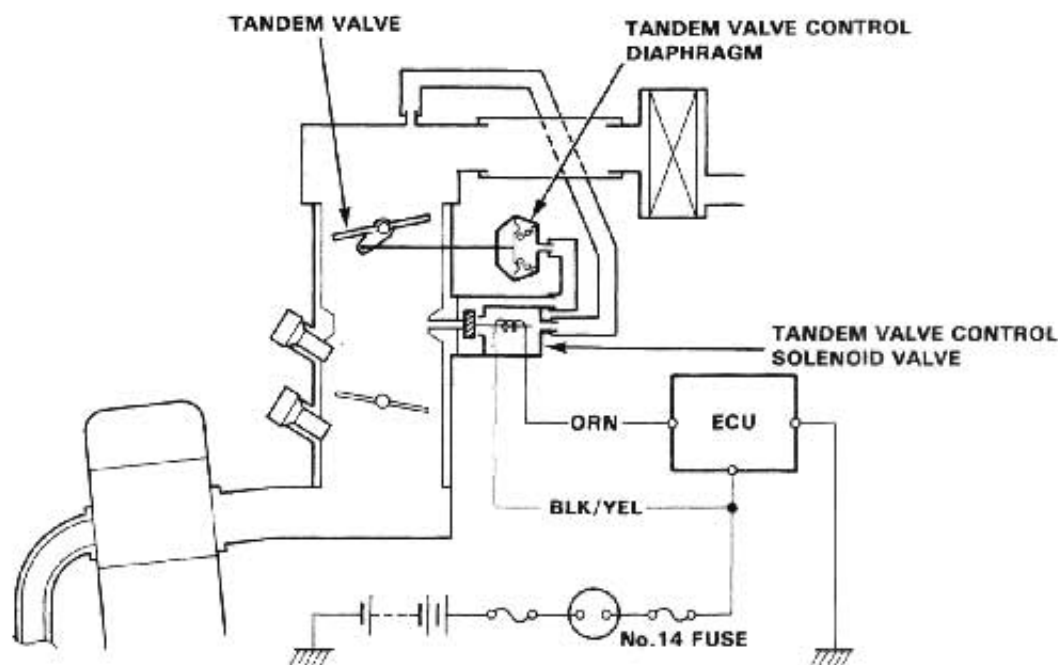 TANDEM VALVE
TANDEM VALVE CONTROL
DIAPHRAGM
TANDEM VALVE CONTROL
SOLENOID VALVE
ORN
ECU
BLK/YEL
No.14 FUSE